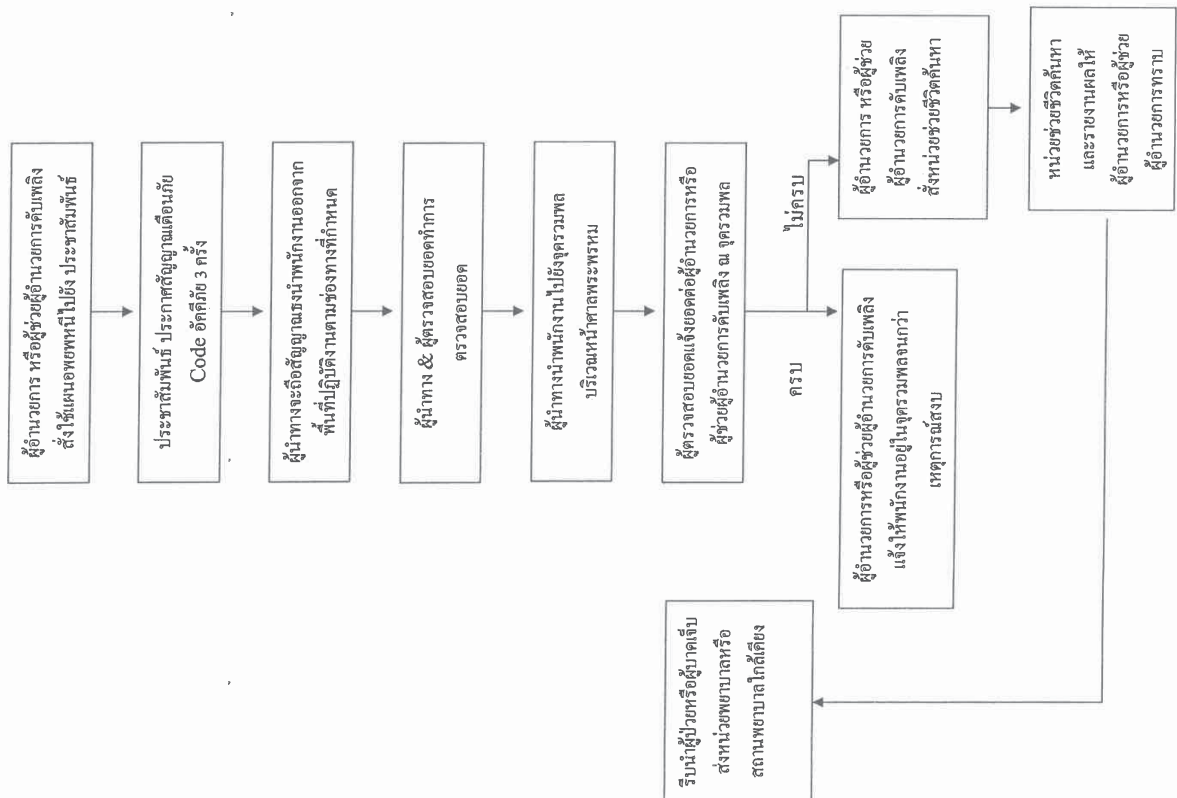 ผู้อำนวยการ หรือผู้ช่วยผู้อำนวยการดับเพลิง
สั่งใช้แผนอพยพหนีไปยัง ประชาสัมพันธ์
ประชาสัมพันธ์ ประกาศสัญญาณเตือนภัย
Code อัคคีภัย 3 ครั้ง
ผู้นำทางจะถือสัญญาณธงนำพนักงานออกจาก
พื้นที่ปฏิบัติงานตามช่องทางที่กำหนด
ผู้นำทาง & ผู้ตรวจสอบยอดทำการ
ตรวจสอบยอด
ผู้นำทางนำพนักงานไปยังจุดรวมพล
บริเวณหน้าศาลพระพรหม
ผู้ตรวจสอบยอดแจ้งยอดต่อผู้อำนวยการหรือ
ผู้ช่วยผู้อำนวยการดับเพลิง ณ จุดรวมพล
ครบ
ไม่ครบ
ผู้อำนวยการหรือผู้ช่วยผู้อำนวยการดับเพลิง
แจ้งให้พนักงานอยู่ในจุดรวมพลจนกว่า
เหตุการณ์สงบ
ผู้อำนวยการ หรือผู้ช่วย
ผู้อำนวยการดับเพลิง
สั่งหน่วยช่วยชีวิตค้นหา
หน่วยช่วยชีวิตค้นหา
และรายงานผลให้
ผู้อำนวยการหรือผู้ช่วย
ผู้อำนวยการทราบ
รีบนำผู้ป่วยหรือผู้บาดเจ็บ
ส่งหน่วยพยาบาลหรือ
สถานพยาบาลใกล้เคียง